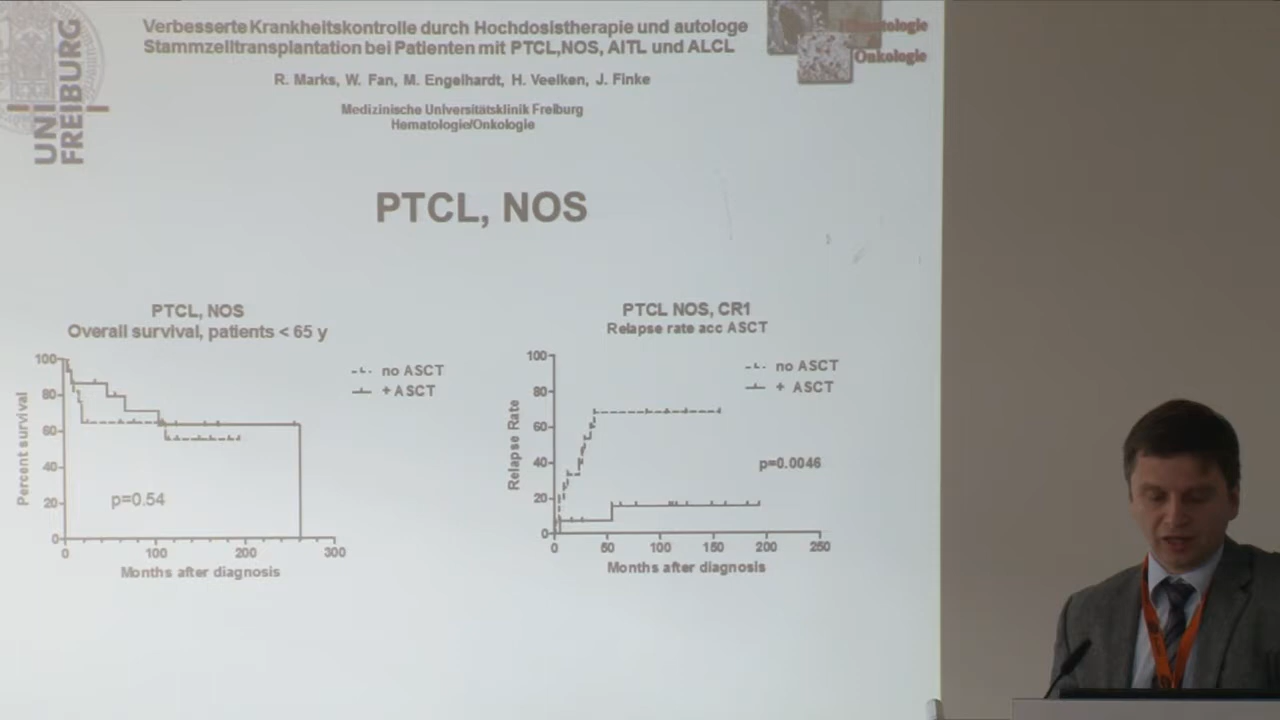 Verbesserte Krankheitskontrolle durch Hochdosistherapie und autologe
Stammzelltransplantation bei Patienten mit PTCL,NOS, AITL und ALCL
R. Marks, W. Fan, M. Engelhardt, H. Veelken, J. Finke
Medizinische Universitätsklinik Freiburg
Hematologie/Onkologie
UNI
FREIBURG
Hämatologie
Onkologie
PTCL, NOS
PTCL, NOS
Overall survival, patients < 65 y
no ASCT
+ ASCT
Percent survival
100
80
60
40
20
0
p=0.54
0 100 200 300
Months after diagnosis
PTCL NOS, CR1
Relapse rate acc ASCT
no ASCT
+ ASCT
Relapse Rate
100
80
60
40
20
0
p=0.0046
0 50 100 150 200 250
Months after diagnosis